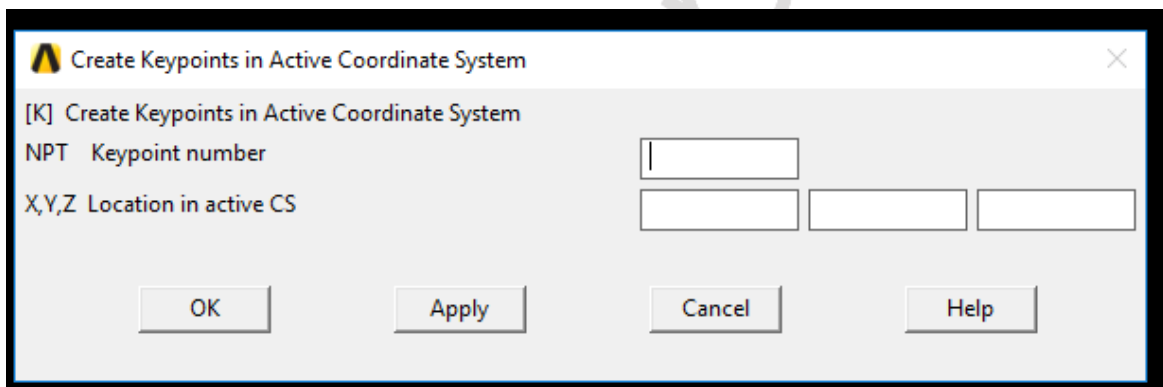 Create Keypoints in Active Coordinate System
[K] Create Keypoints in Active Coordinate System
NPT Keypoint number
X,Y,Z Location in active CS
OK Apply Cancel Help